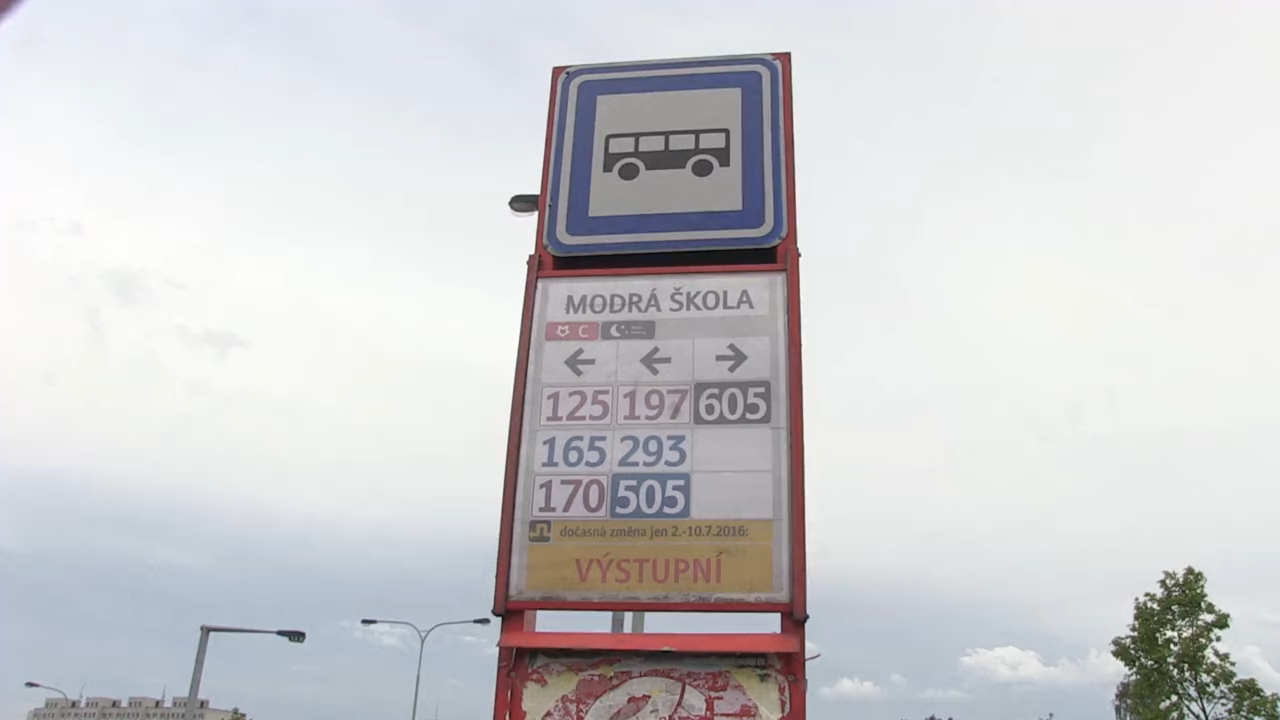 MODRÁ ŠKOLA
C
← ← →
125 197 605
165 293
170 505
dočasná změna jen 2.-10.7.2016:
VÝSTUPNÍ